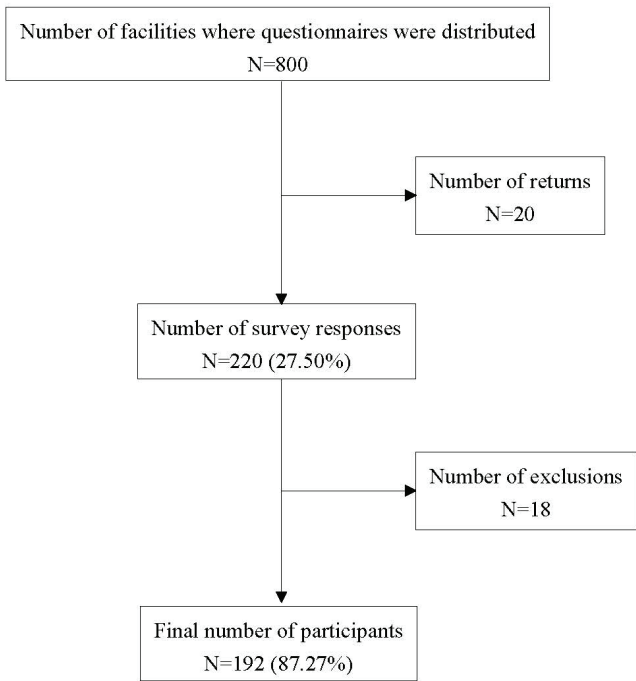 Number of facilities where questionnaires were distributed
N=800
Number of returns
N=20
Number of survey responses
N=220 (27.50%)
Number of exclusions
N=18
Final number of participants
N=192 (87.27%)